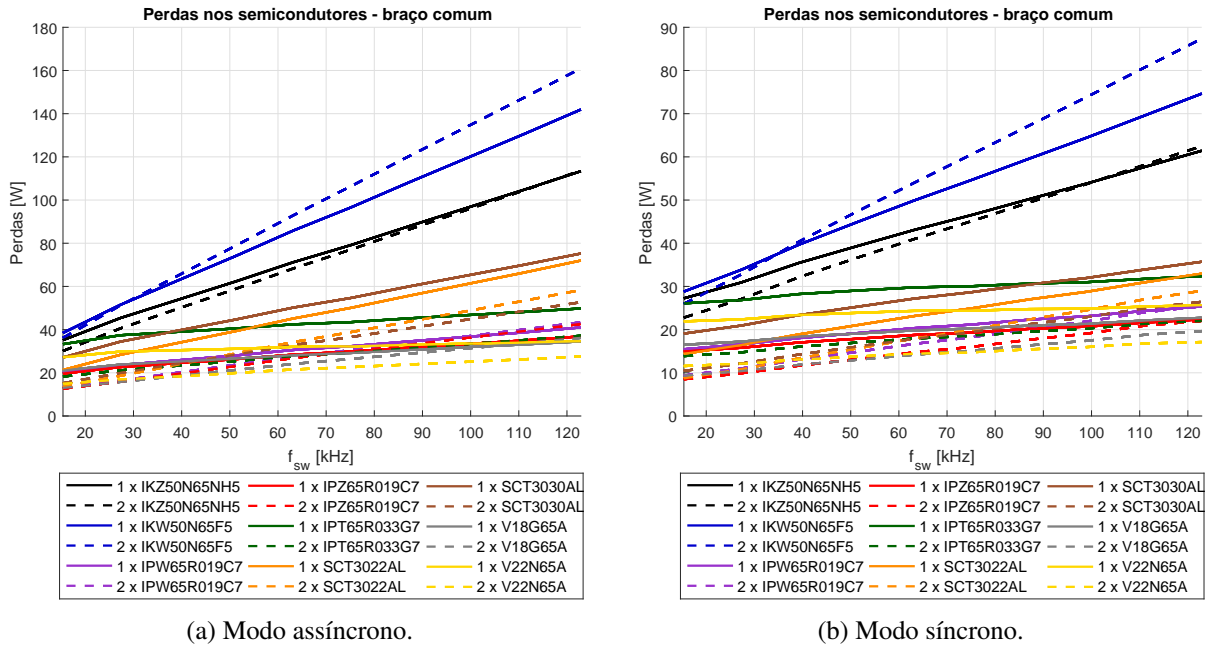 Perdas nos semicondutores - braço comum
180
160
140
120
100
80
60
40
20
0
Perdas [W]
20 30 40 50 60 70 80 90 100 110 120
f_sw [kHz]
1 x IKZ50N65NH5 1 x IPZ65R019C7 1 x SCT3030AL
2 x IKZ50N65NH5 2 x IPZ65R019C7 2 x SCT3030AL
1 x IKW50N65F5 1 x IPT65R033G7 1 x V18G65A
2 x IKW50N65F5 2 x IPT65R033G7 2 x V18G65A
1 x IPW65R019C7 1 x SCT3022AL 1 x V22N65A
2 x IPW65R019C7 2 x SCT3022AL 2 x V22N65A
(a) Modo assíncrono.
Perdas nos semicondutores - braço comum
90
80
70
60
50
40
30
20
10
0
Perdas [W]
20 30 40 50 60 70 80 90 100 110 120
f_sw [kHz]
1 x IKZ50N65NH5 1 x IPZ65R019C7 1 x SCT3030AL
2 x IKZ50N65NH5 2 x IPZ65R019C7 2 x SCT3030AL
1 x IKW50N65F5 1 x IPT65R033G7 1 x V18G65A
2 x IKW50N65F5 2 x IPT65R033G7 2 x V18G65A
1 x IPW65R019C7 1 x SCT3022AL 1 x V22N65A
2 x IPW65R019C7 2 x SCT3022AL 2 x V22N65A
(b) Modo síncrono.